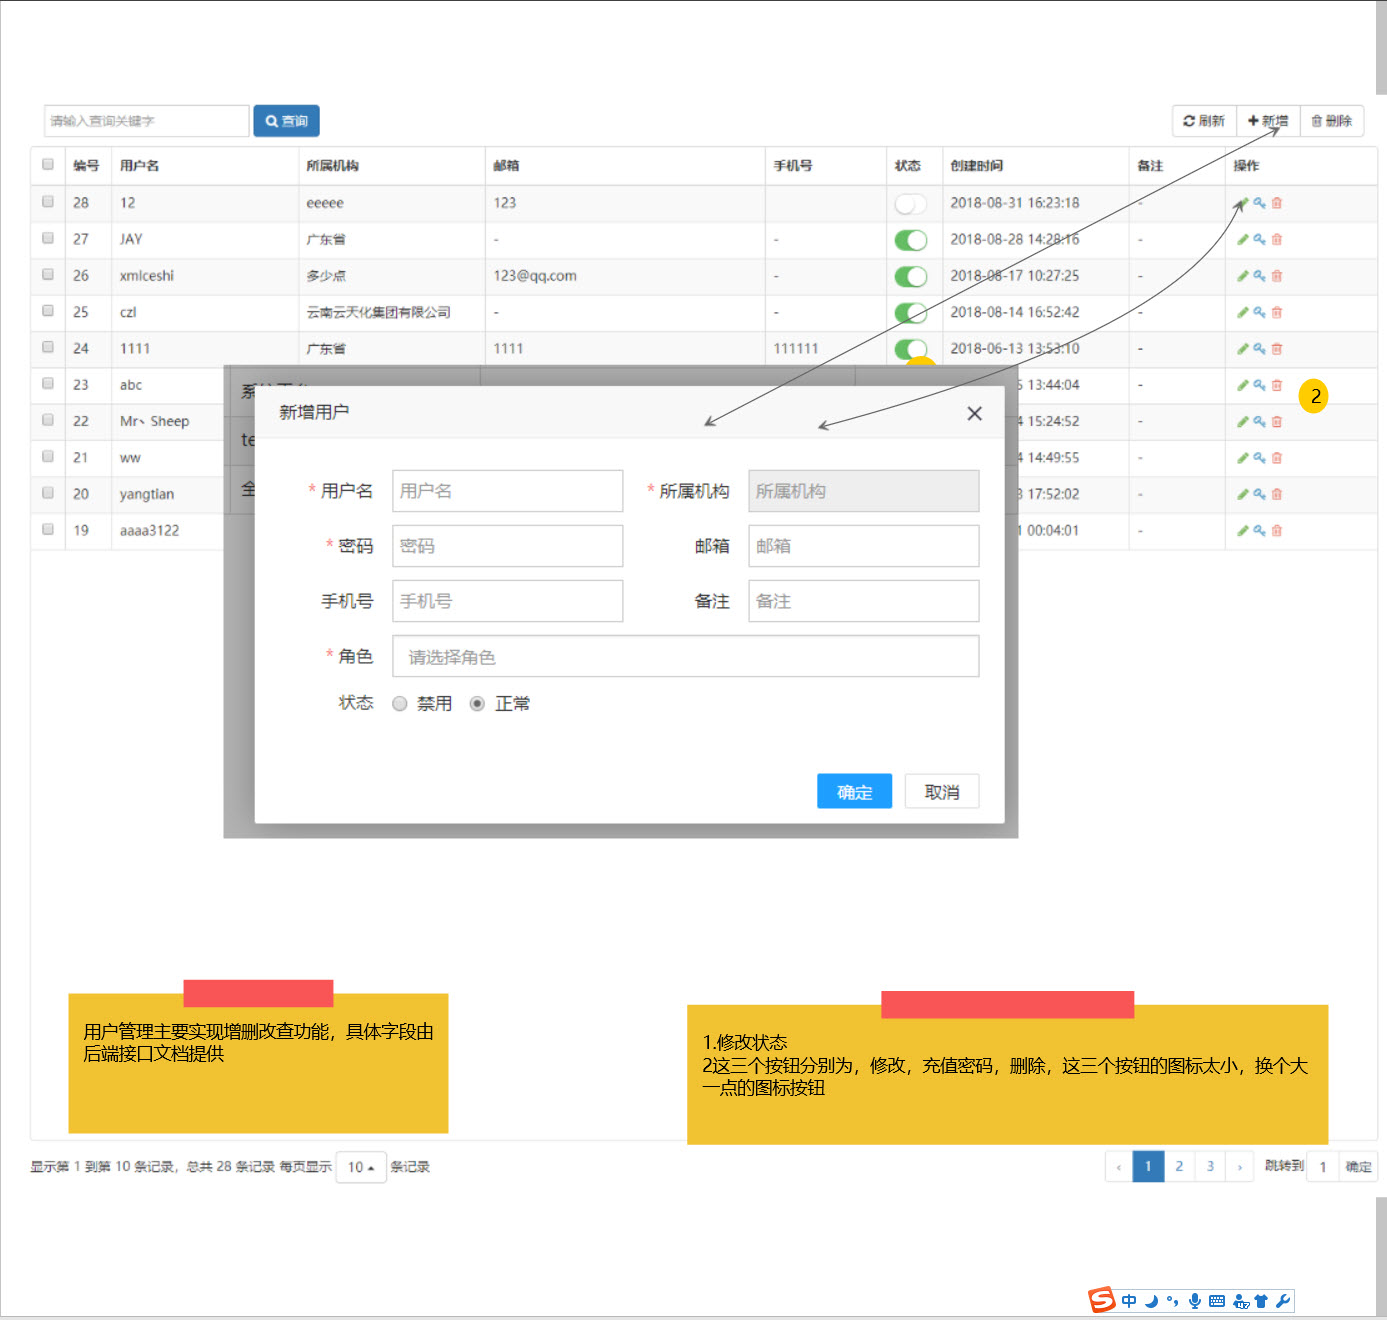 请输入查询关键字 查询 刷新 新增 删除
编号 用户名 所属机构 邮箱 手机号 状态 创建时间 备注 操作
28 12 eeeee 123 2018-08-31 16:23:18 -
27 JAY 广东省 - - 2018-08-28 14:28:16 -
26 xmlceshi 多少点 123@qq.com - 2018-08-17 10:27:25 -
25 czl 云南云天化集团有限公司 - - 2018-08-14 16:52:42 -
24 1111 广东省 1111 111111 2018-06-13 13:53:10 -
23 abc 13:44:04 -
2
22 Mr、Sheep 15:24:52 -
21 ww 14:49:55 -
20 yangtian 17:52:02 -
19 aaaa3122 00:04:01 -
te
全
新增用户
* 用户名 用户名 * 所属机构 所属机构
* 密码 密码 邮箱 邮箱
手机号 手机号 备注 备注
* 角色 请选择角色
状态 禁用 正常
确定 取消
用户管理主要实现增删改查功能，具体字段由
后端接口文档提供
1.修改状态
2这三个按钮分别为，修改，充值密码，删除，这三个按钮的图标太小，换个大
一点的图标按钮
显示第 1 到第 10 条记录，总共 28 条记录 每页显示 10 条记录
‹ 1 2 3 › 跳转到 1 确定
S 中